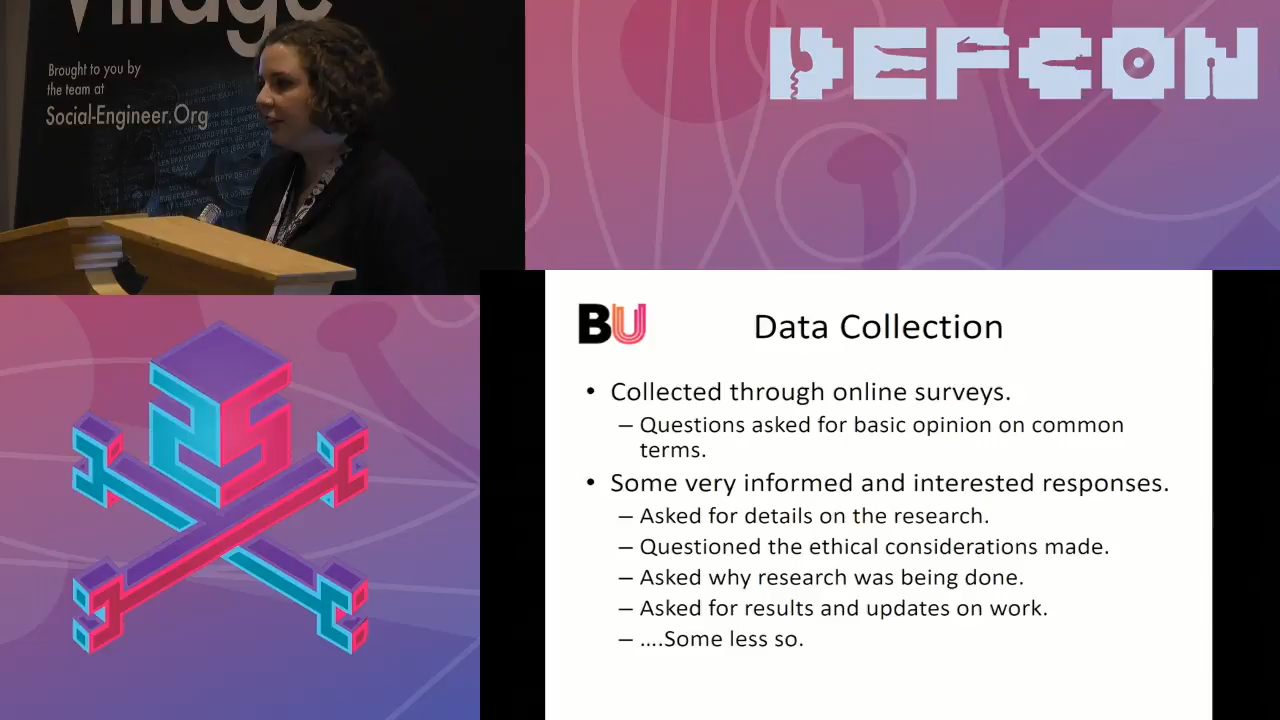 Village
Brought to you by
the team at
Social-Engineer.Org
DEFCON
25
BU
Data Collection
• Collected through online surveys.
– Questions asked for basic opinion on common
terms.
• Some very informed and interested responses.
– Asked for details on the research.
– Questioned the ethical considerations made.
– Asked why research was being done.
– Asked for results and updates on work.
– ....Some less so.